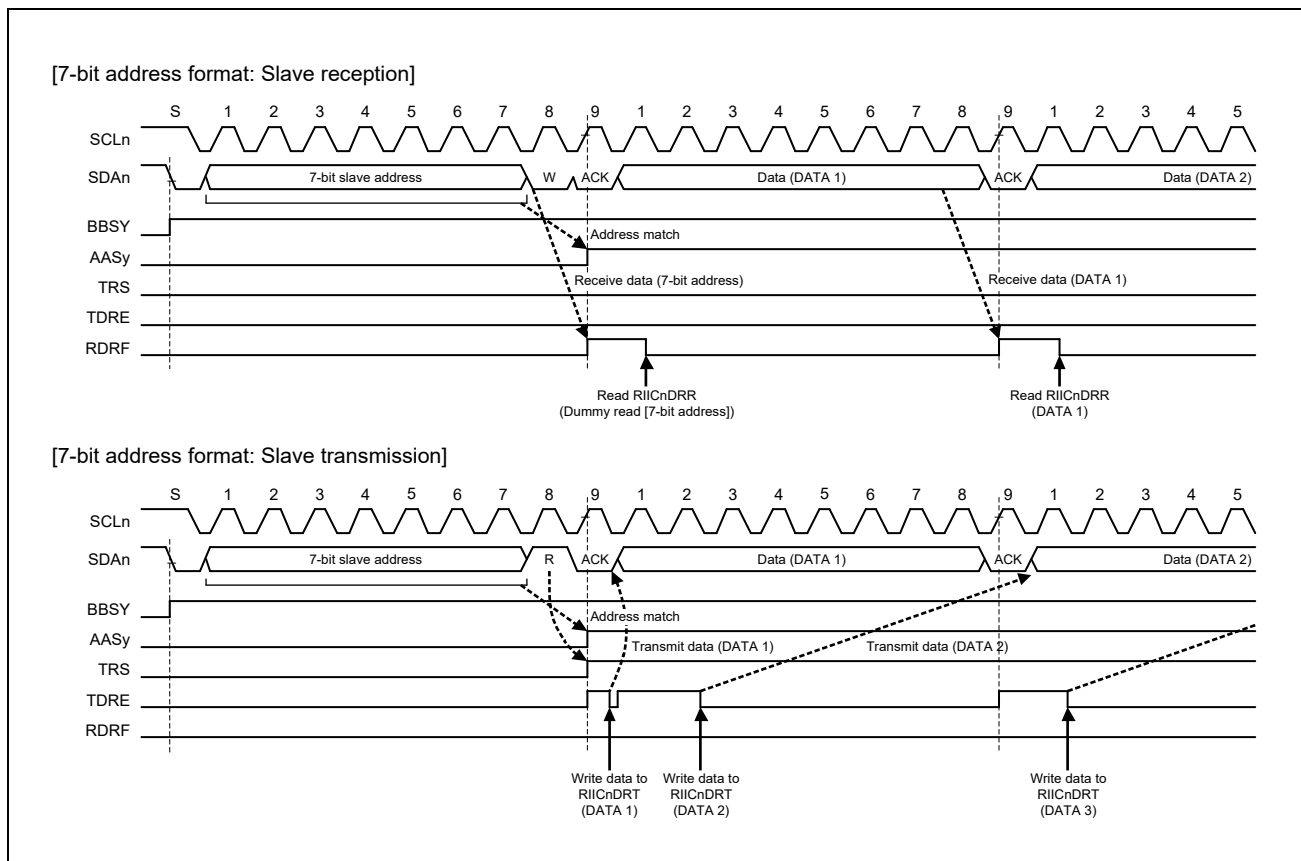 [7-bit address format: Slave reception]
S 1 2 3 4 5 6 7 8 9 1 2 3 4 5 6 7 8 9 1 2 3 4 5
SCLn
SDAn 7-bit slave address W ACK Data (DATA 1) ACK Data (DATA 2)
BBSY
Address match
AASy
Receive data (7-bit address) Receive data (DATA 1)
TRS
TDRE
RDRF
Read RIICnDRR Read RIICnDRR
(Dummy read [7-bit address]) (DATA 1)
[7-bit address format: Slave transmission]
S 1 2 3 4 5 6 7 8 9 1 2 3 4 5 6 7 8 9 1 2 3 4 5
SCLn
SDAn 7-bit slave address R ACK Data (DATA 1) ACK Data (DATA 2)
BBSY
Address match
AASy
Transmit data (DATA 1) Transmit data (DATA 2)
TRS
TDRE
RDRF
Write data to Write data to Write data to
RIICnDRT RIICnDRT RIICnDRT
(DATA 1) (DATA 2) (DATA 3)